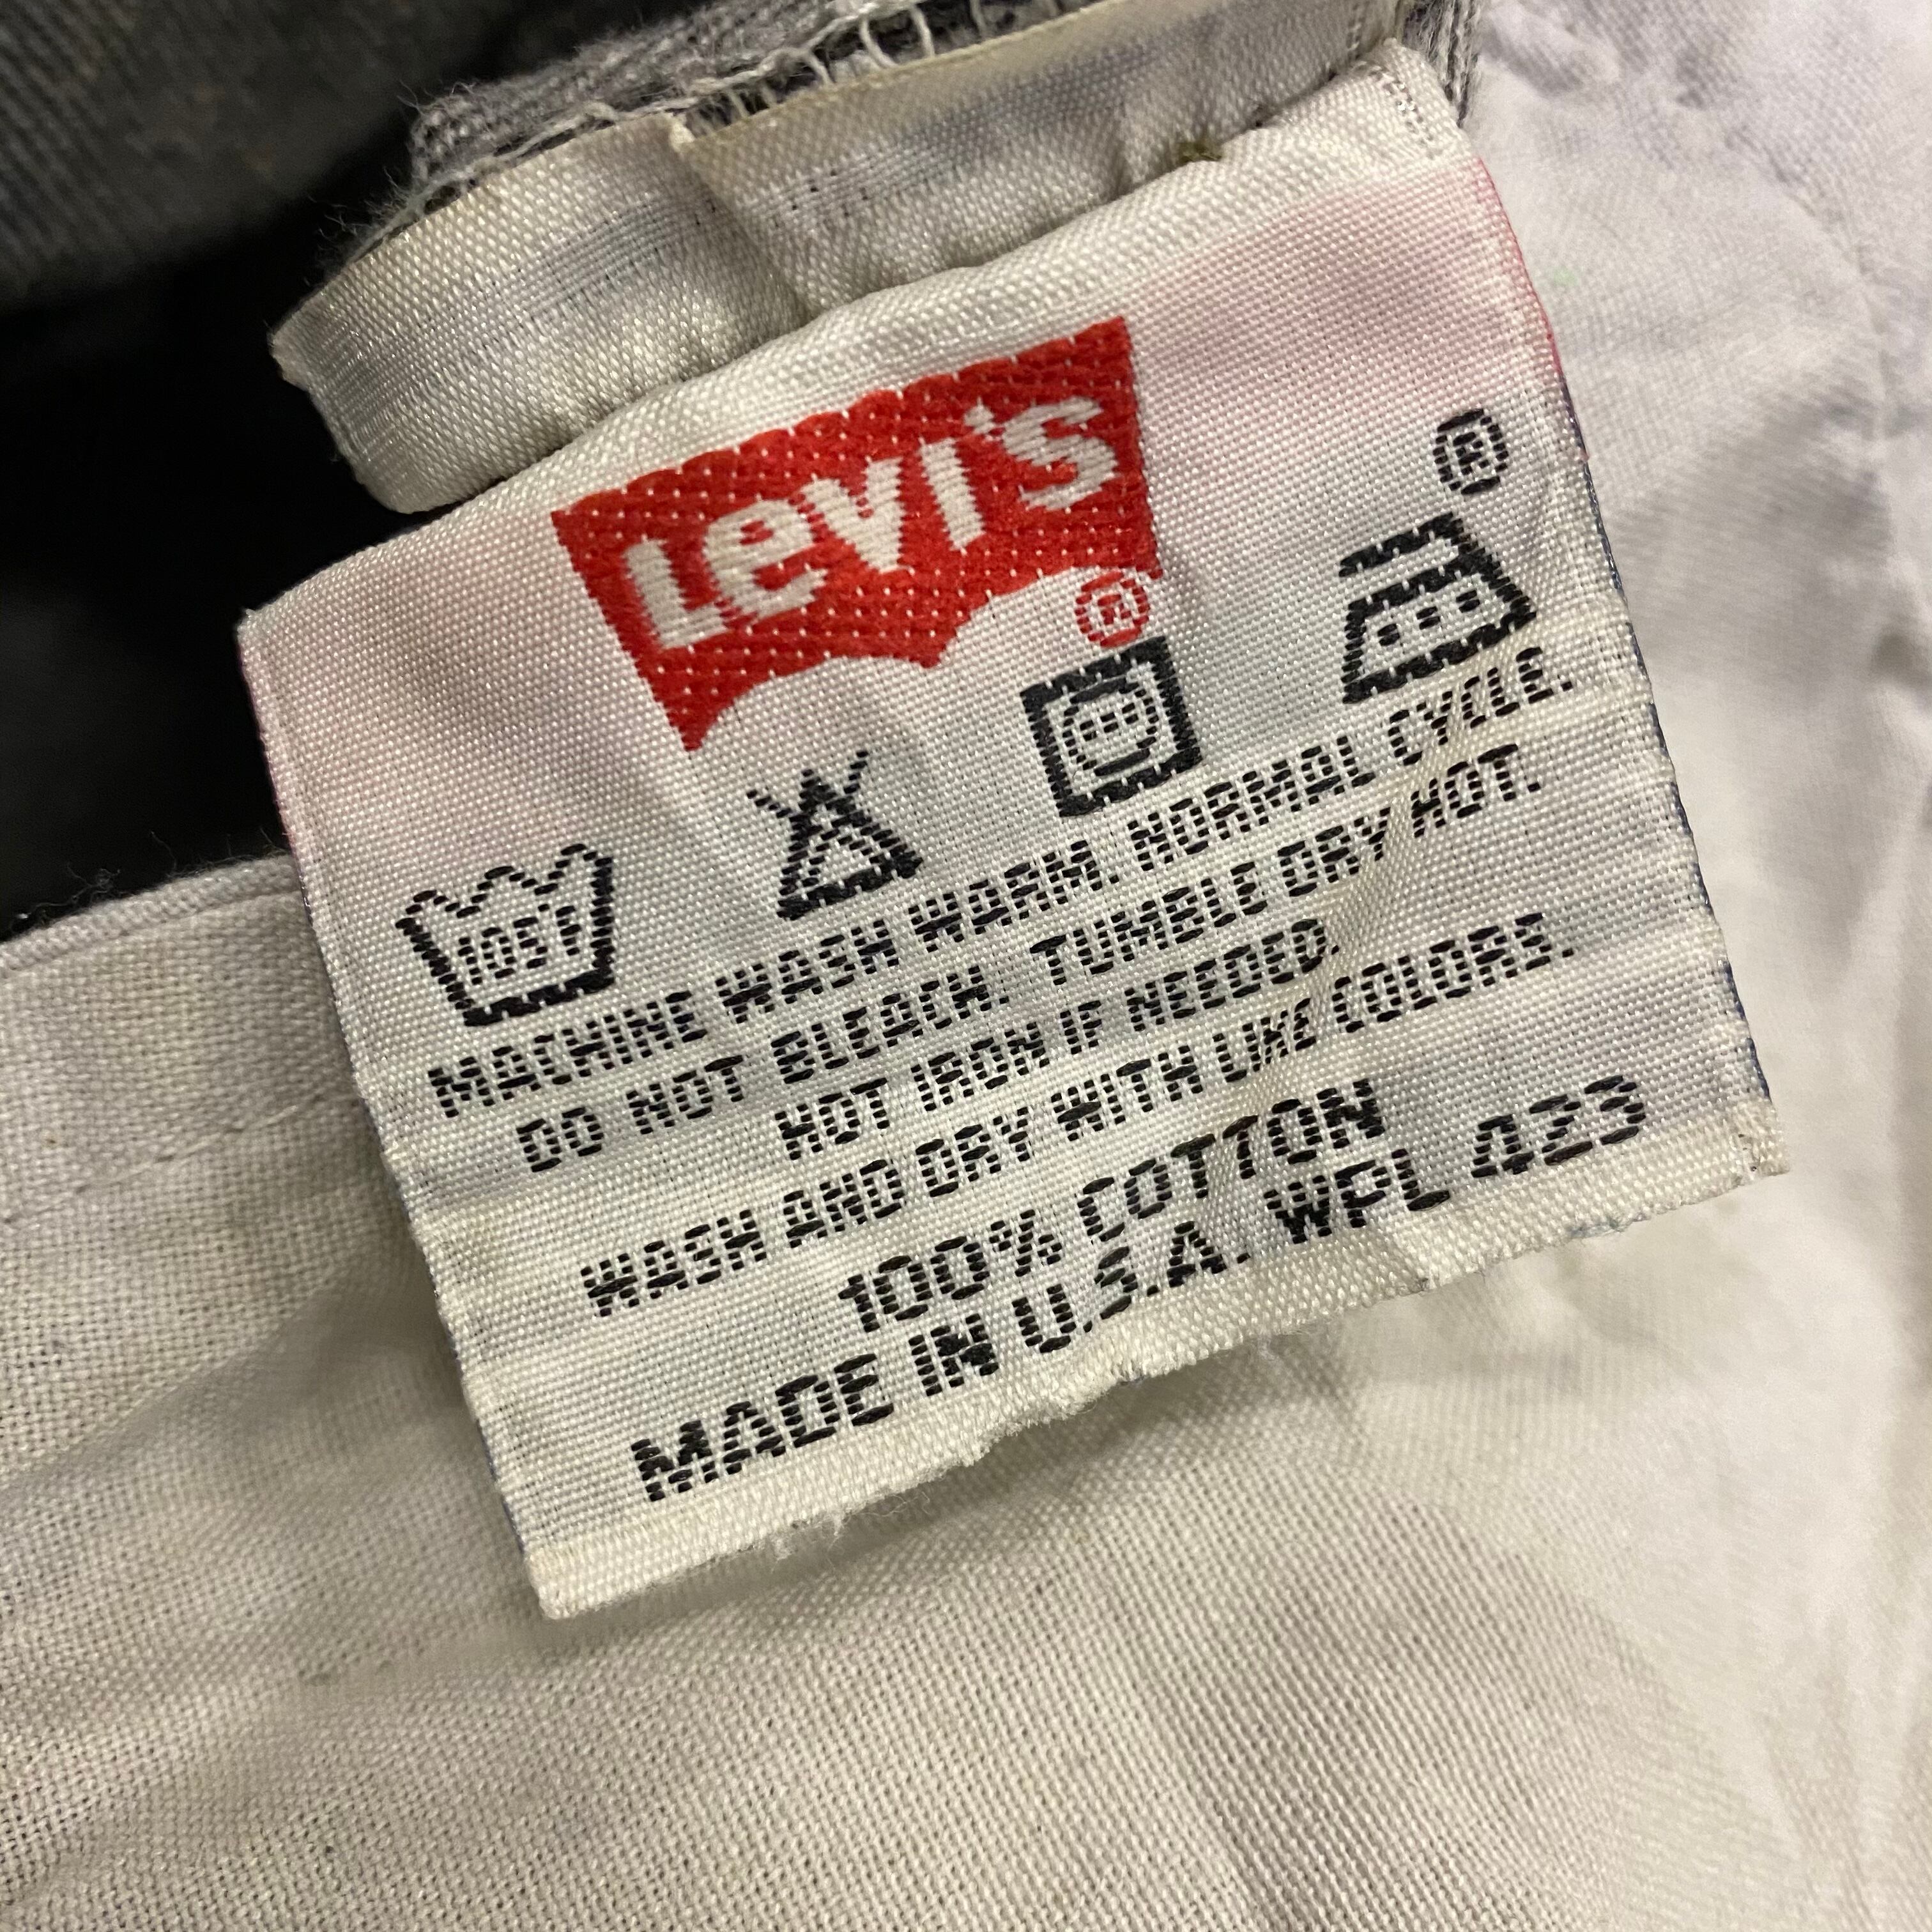 Levi's
®
®
105F
MACHINE WASH WARM. NORMAL CYCLE.
DO NOT BLEACH. TUMBLE DRY HOT.
HOT IRON IF NEEDED.
WASH AND DRY WITH LIKE COLORS.
100% COTTON
MADE IN U.S.A. WPL 423